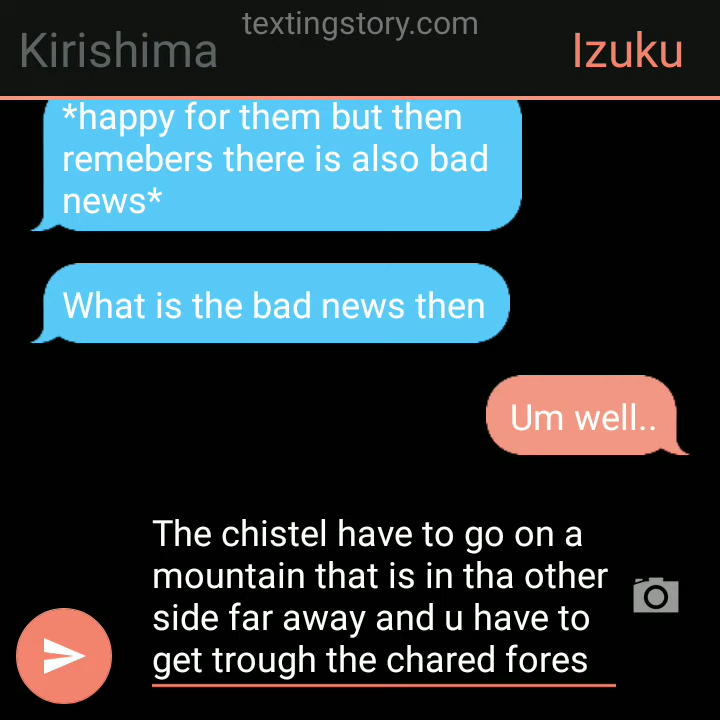 textingstory.com
Kirishima
Izuku
*happy for them but then
remebers there is also bad
news*
What is the bad news then
Um well..
The chistel have to go on a
mountain that is in tha other
side far away and u have to
get trough the chared fores